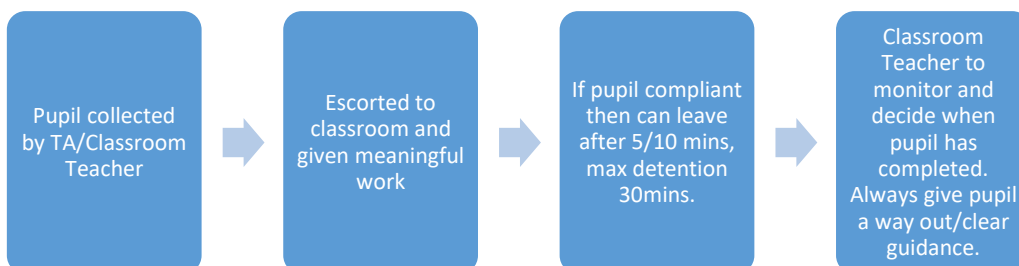 Pupil collected
by TA/Classroom
Teacher
Escorted to
classroom and
given meaningful
work
If pupil compliant
then can leave
after 5/10 mins,
max detention
30mins.
Classroom
Teacher to
monitor and
decide when
pupil has
completed.
Always give pupil
a way out/clear
guidance.